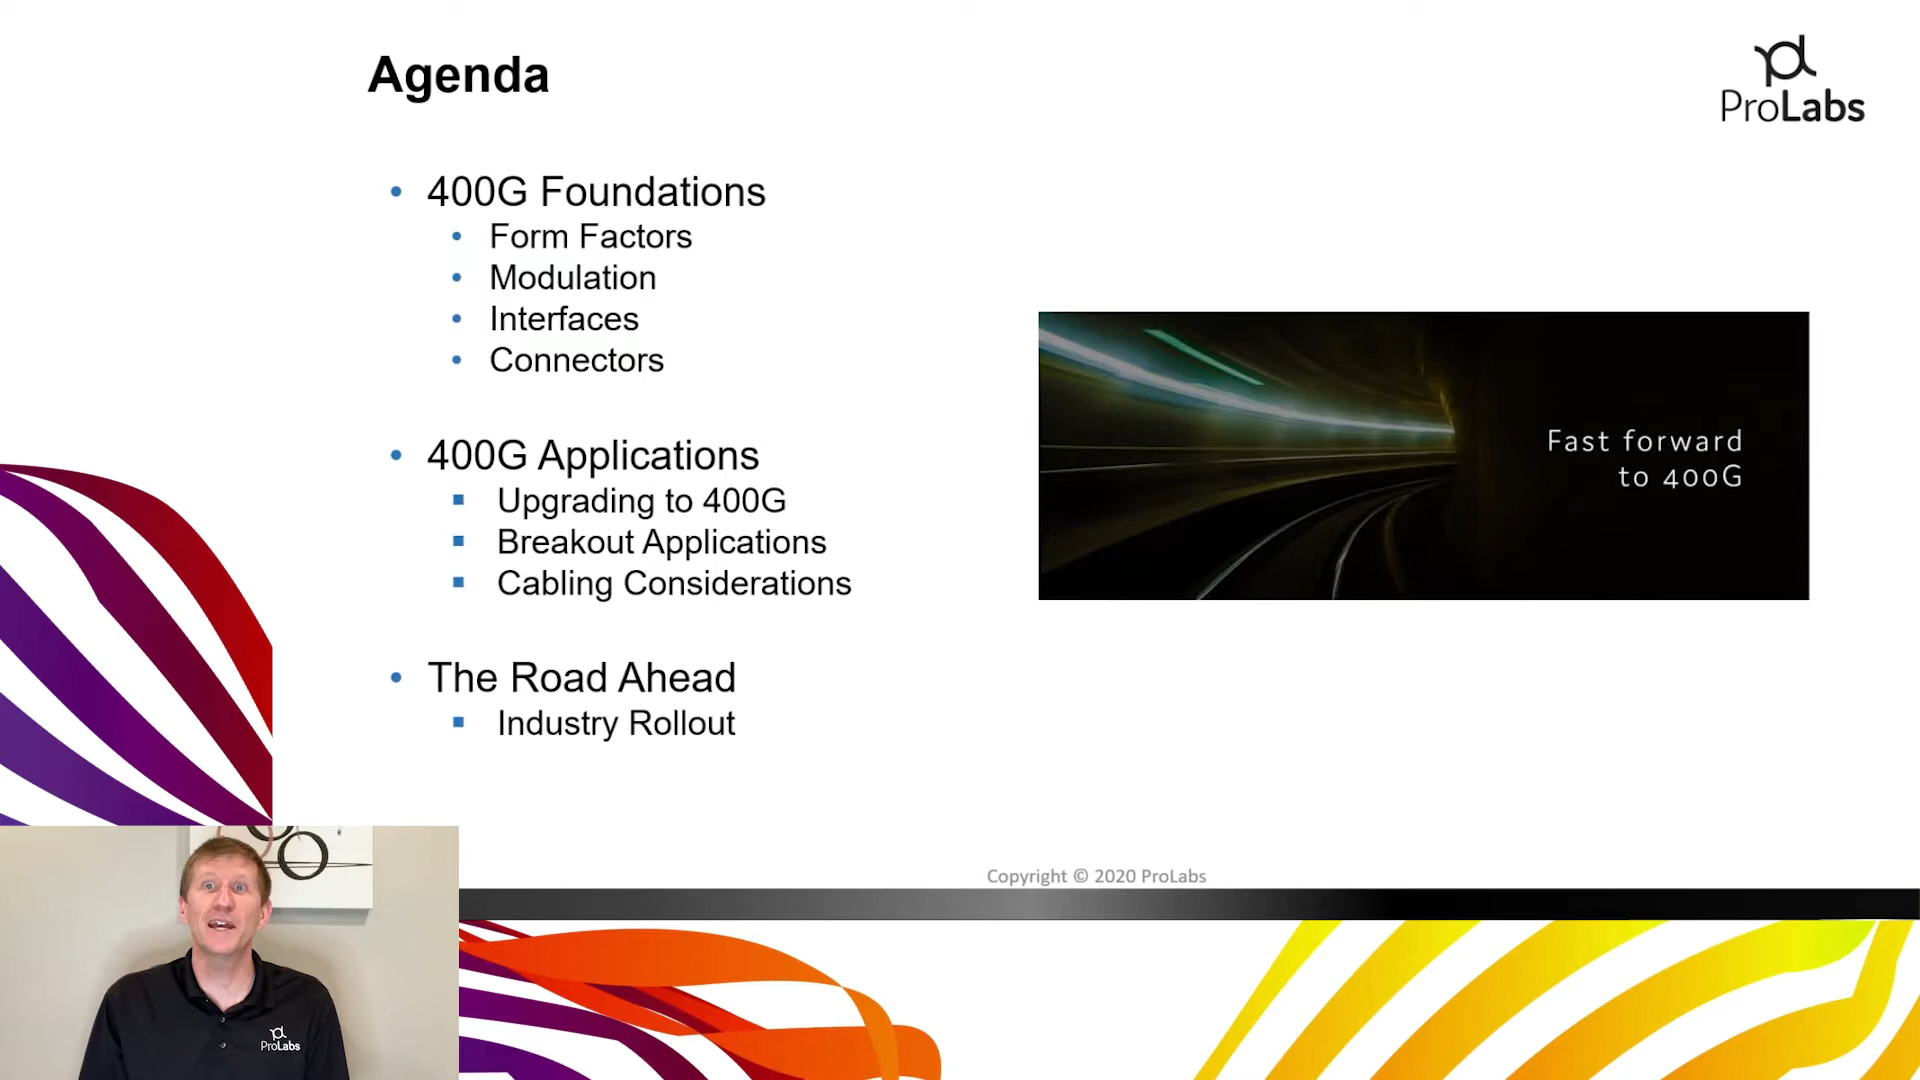 Agenda
ProLabs
400G Foundations
Form Factors
Modulation
Interfaces
Connectors
400G Applications
Upgrading to 400G
Breakout Applications
Cabling Considerations
The Road Ahead
Industry Rollout
Fast forward
to 400G
Copyright © 2020 ProLabs
ProLabs